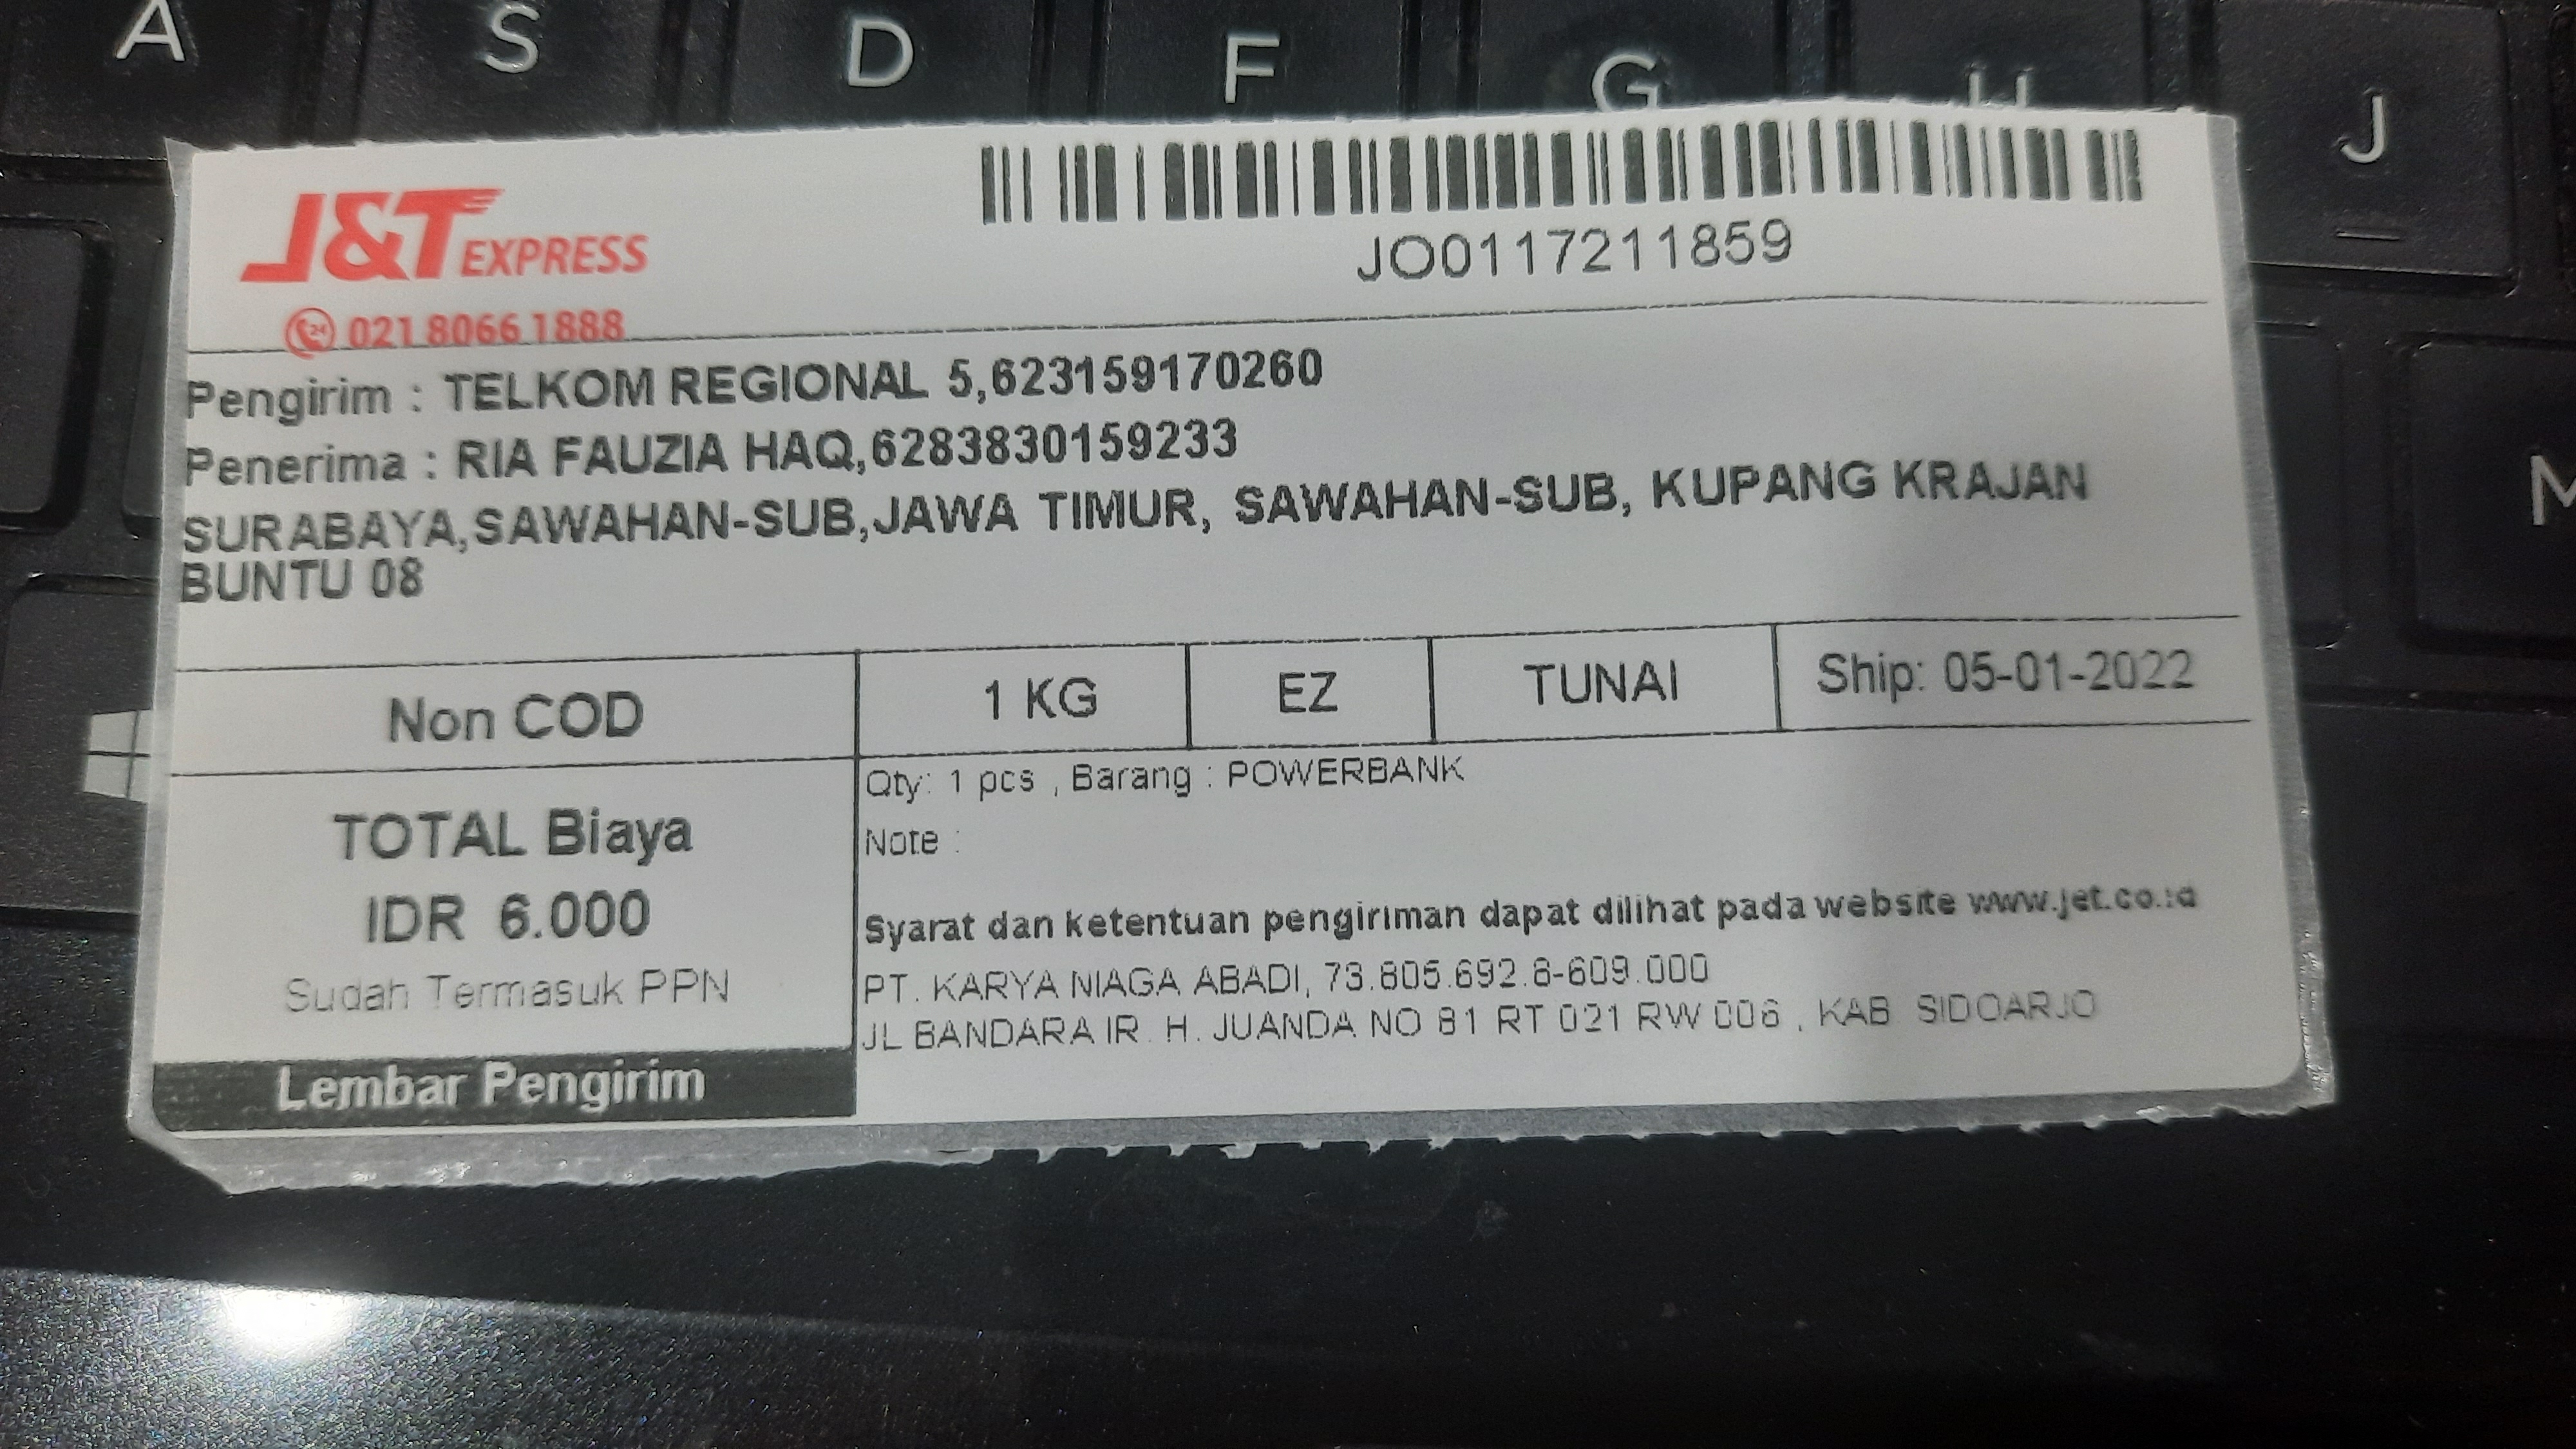 J&T EXPRESS
24 021 8066 1888
JO0117211859
Pengirim : TELKOM REGIONAL 5,623159170260
Penerima : RIA FAUZIA HAQ,6283830159233
SURABAYA,SAWAHAN-SUB,JAWA TIMUR, SAWAHAN-SUB, KUPANG KRAJAN
BUNTU 08
Non COD 1 KG EZ TUNAI Ship: 05-01-2022
TOTAL Biaya
IDR 6.000
Sudah Termasuk PPN
Lembar Pengirim
Qty: 1 pcs , Barang : POWERBANK
Note :
Syarat dan ketentuan pengiriman dapat dilihat pada website www.jet.co.id
PT. KARYA NIAGA ABADI, 73.805.692.8-609.000
JL BANDARA IR. H. JUANDA NO 81 RT 021 RW 006 , KAB SIDOARJO
A
S
D
F
G
H
J
M